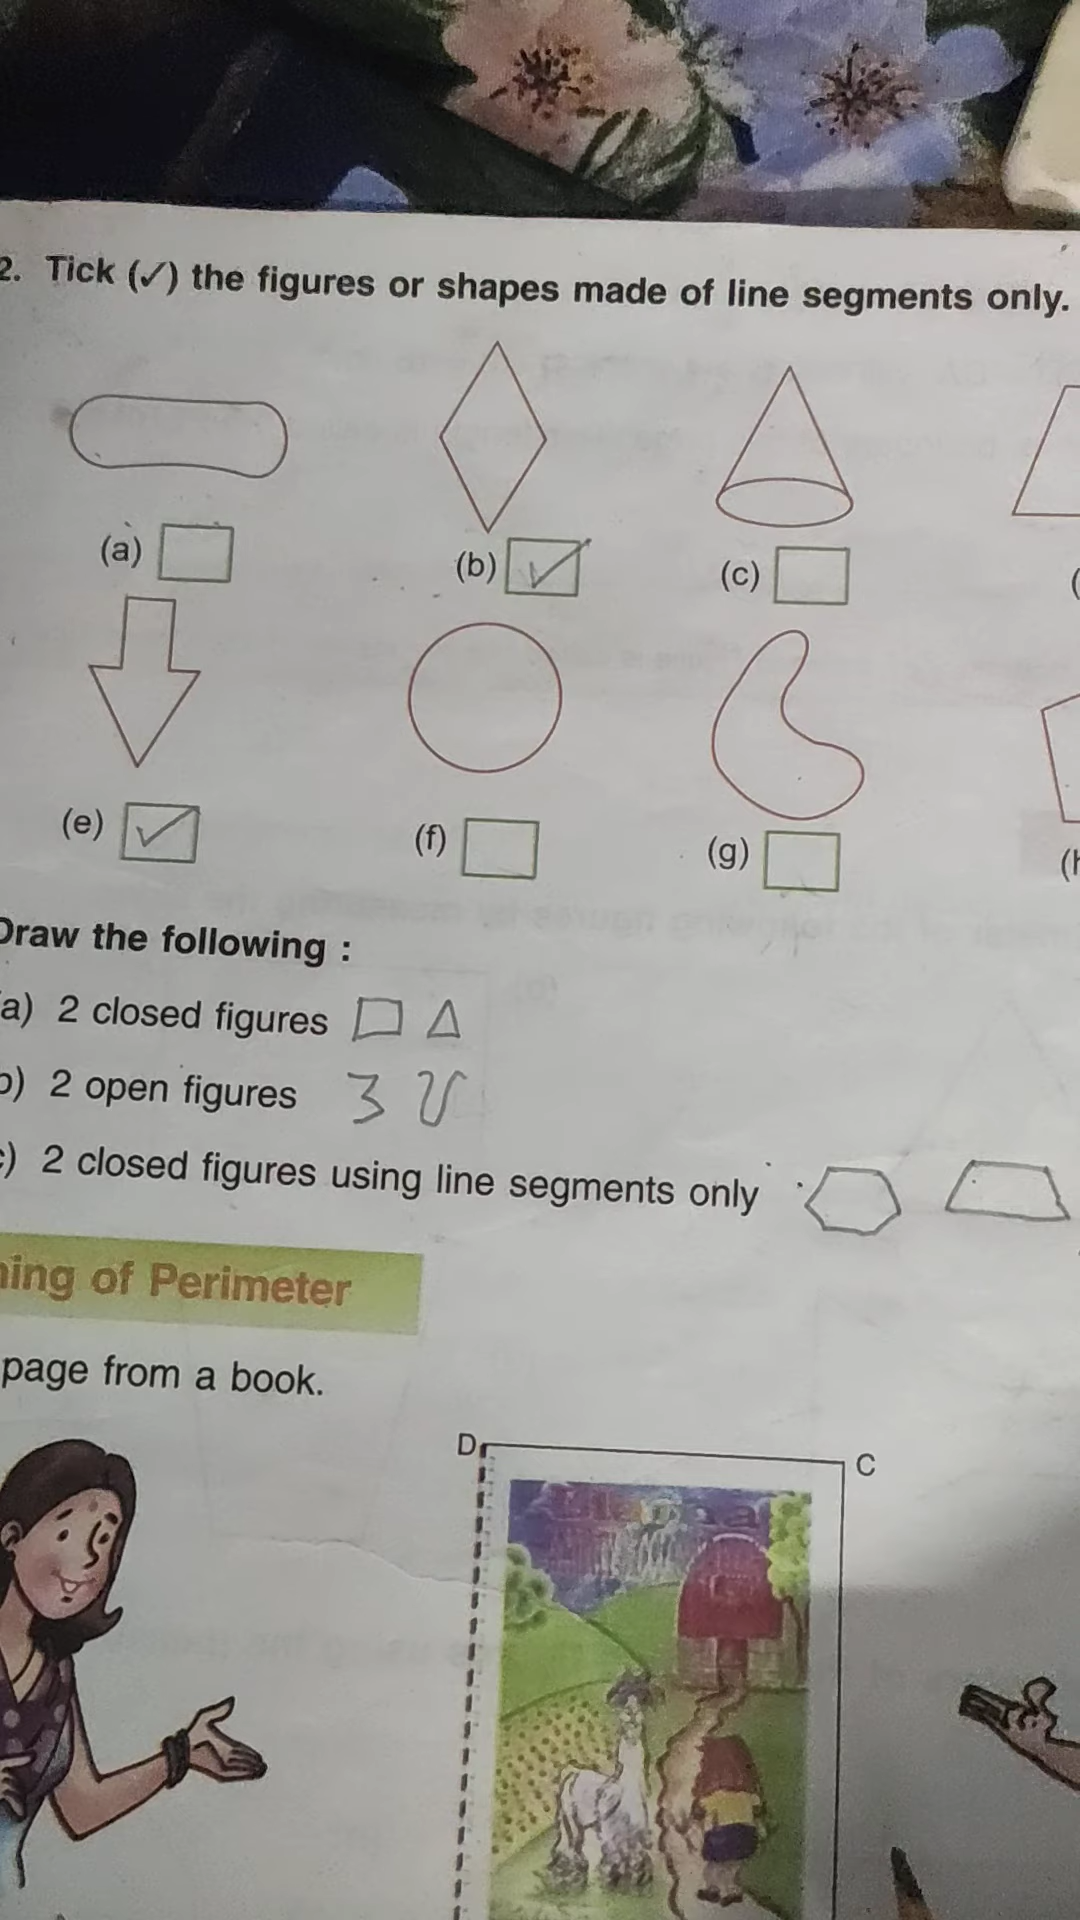 2. Tick (✓) the figures or shapes made of line segments only.
(a) (b) ✓ (c)
(e) ✓ (f) (g)
Draw the following :
a) 2 closed figures
b) 2 open figures
c) 2 closed figures using line segments only
ing of Perimeter
page from a book.
D C